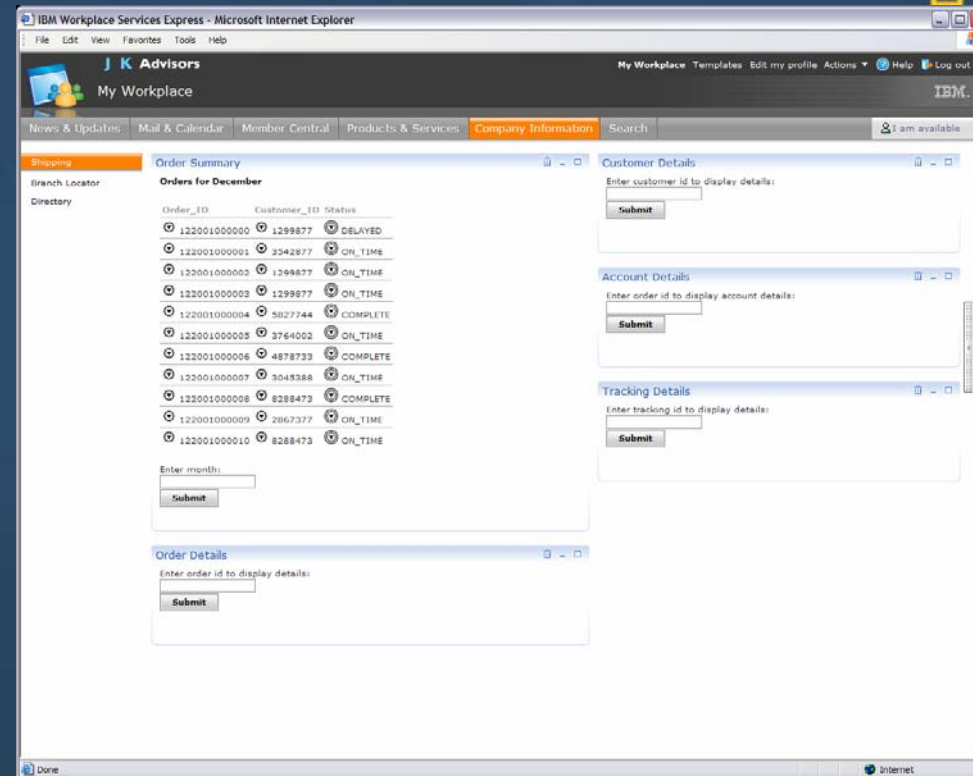 IBM Workplace Services Express - Microsoft Internet Explorer
File Edit View Favorites Tools Help
J K Advisors
My Workplace Templates Edit my profile Actions Help Log out
My Workplace
IBM.
News & Updates Mail & Calendar Member Central Products & Services Company Information Search
I am available
Shipping
Branch Locator
Directory
Order Summary
Orders for December
Order_ID Customer_ID Status
122001000000 1299877 DELAYED
122001000001 3542877 ON_TIME
122001000002 1299877 ON_TIME
122001000003 1299877 ON_TIME
122001000004 5827744 COMPLETE
122001000005 3764002 ON_TIME
122001000006 4878733 COMPLETE
122001000007 3045388 ON_TIME
122001000008 8288473 COMPLETE
122001000009 2867377 ON_TIME
122001000010 8288473 ON_TIME
Enter month:
Submit
Order Details
Enter order id to display details:
Submit
Customer Details
Enter customer id to display details:
Submit
Account Details
Enter order id to display account details:
Submit
Tracking Details
Enter tracking id to display details:
Submit
Done
Internet